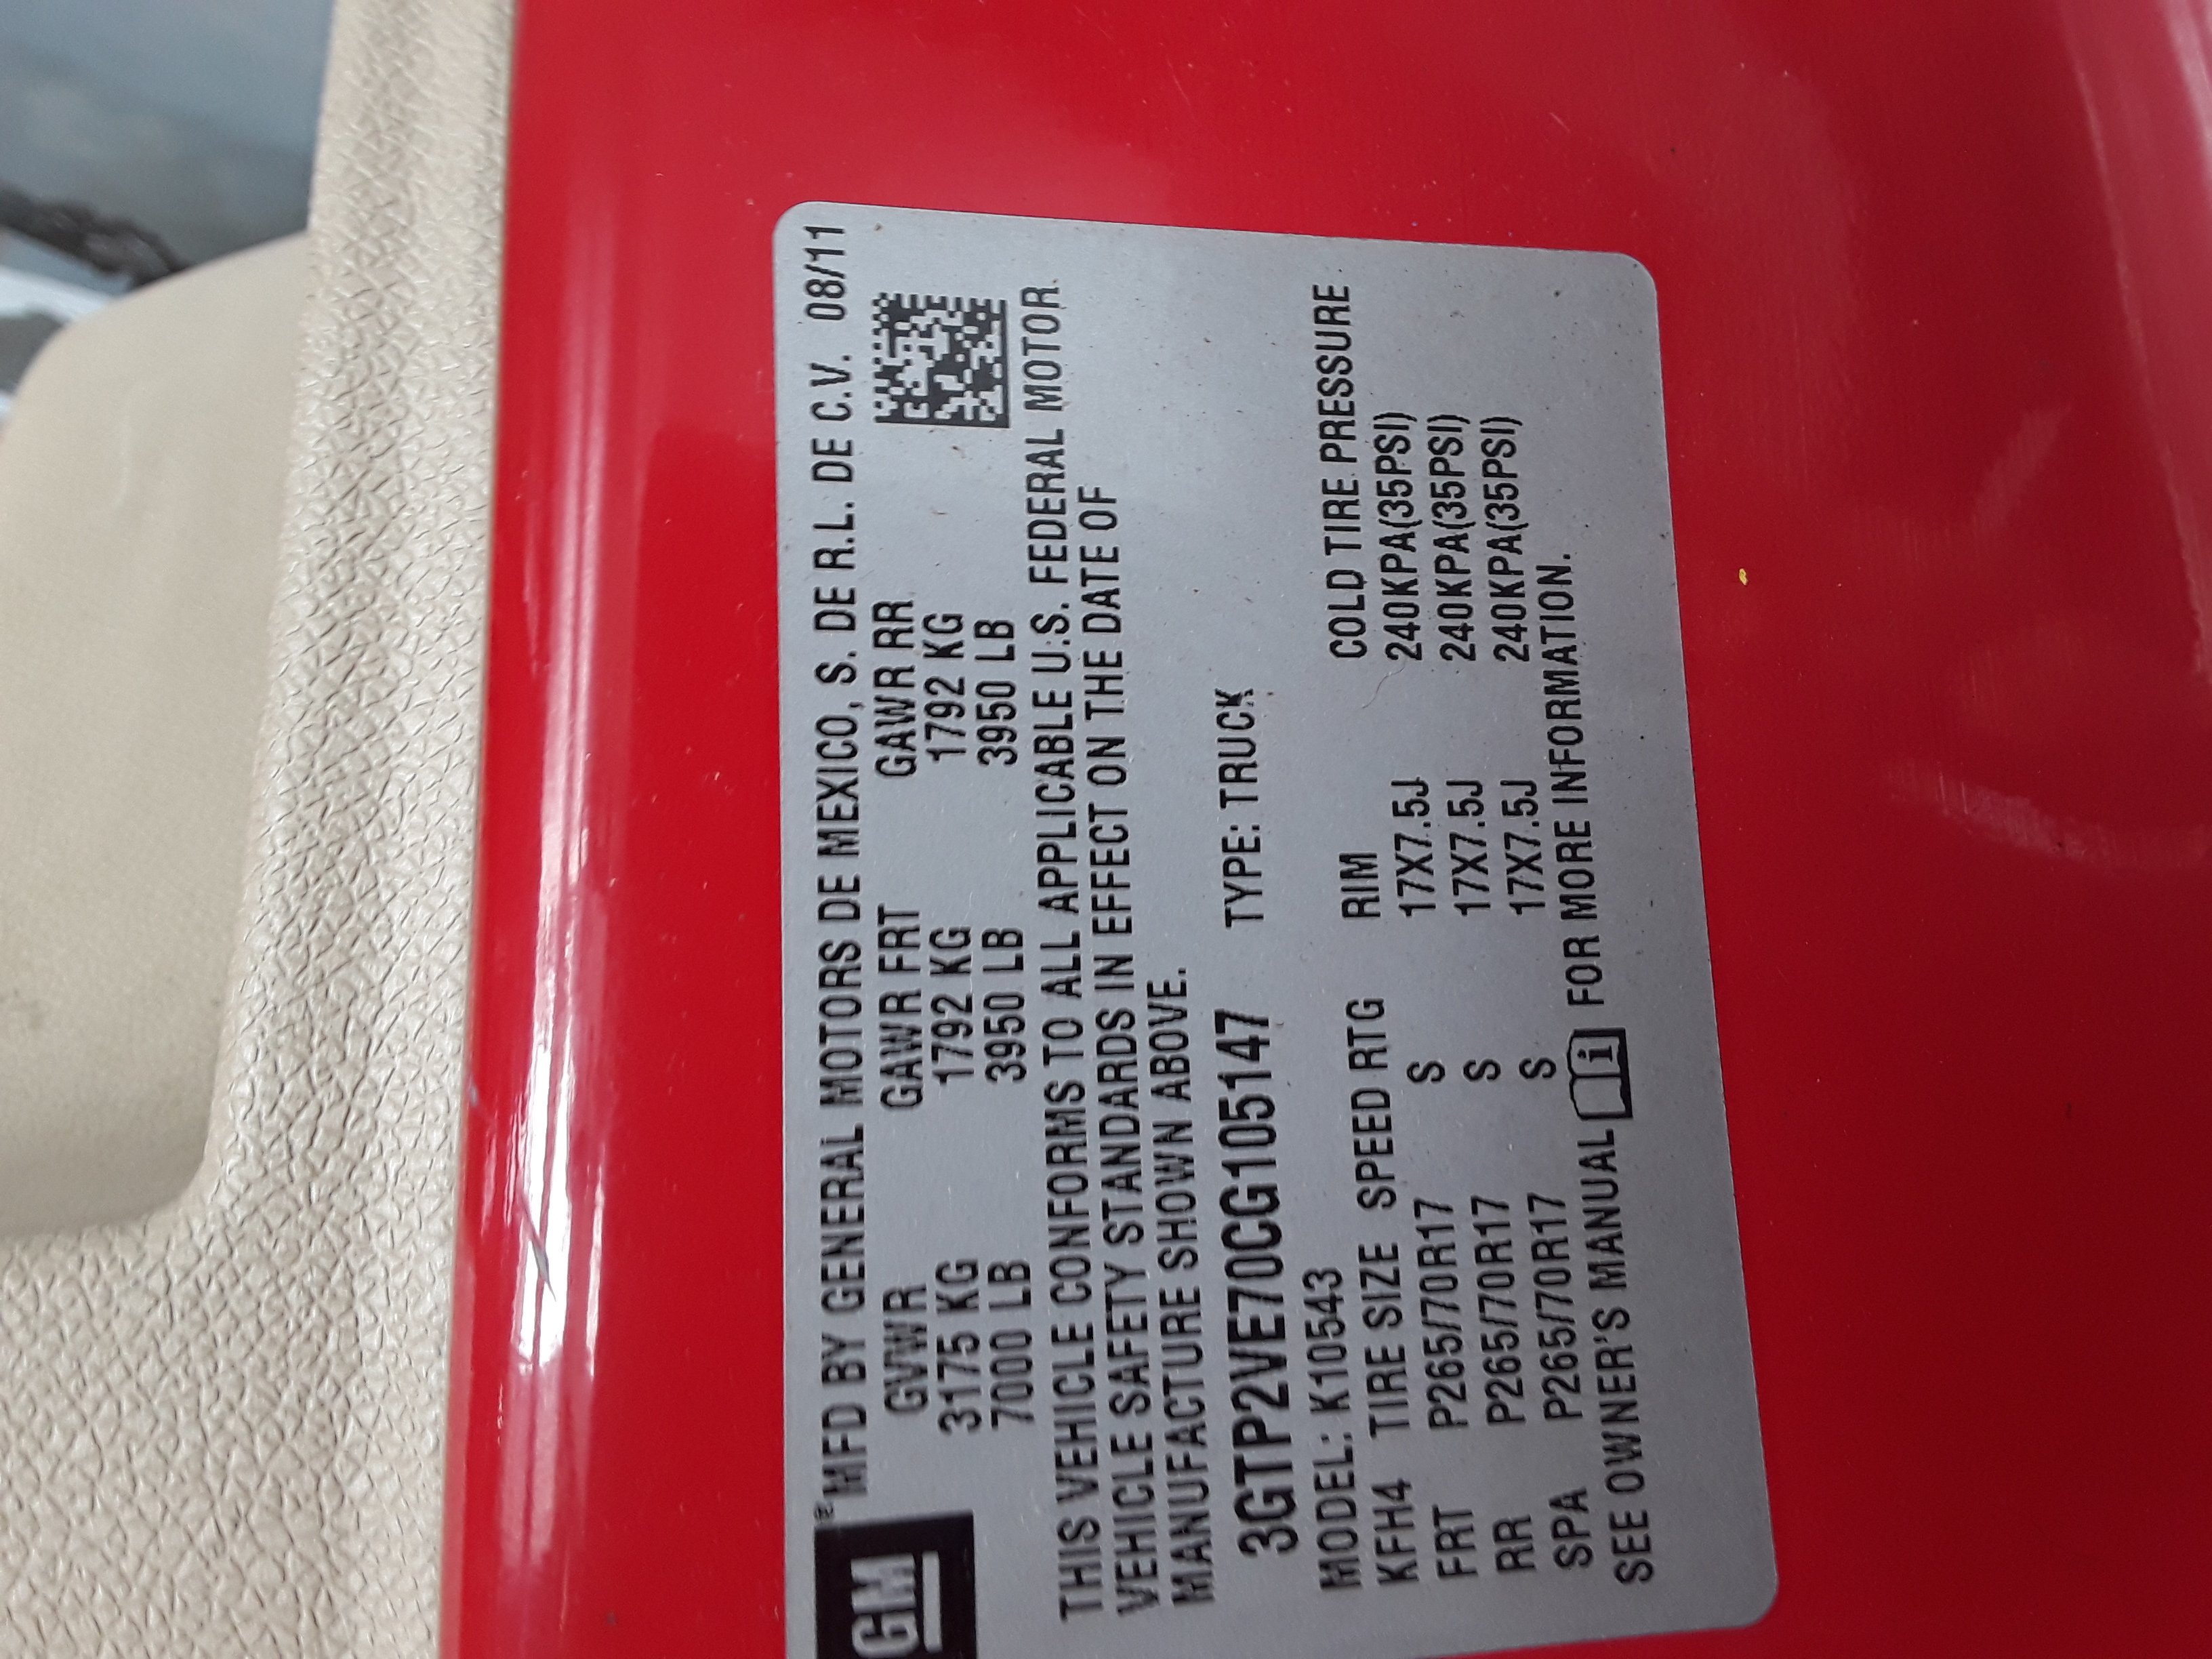 GM® MFD BY GENERAL MOTORS DE MEXICO, S. DE R.L. DE C.V. 08/11
GVWR GAWR FRT GAWR RR
3175 KG 1792 KG 1792 KG
7000 LB 3950 LB 3950 LB
THIS VEHICLE CONFORMS TO ALL APPLICABLE U.S. FEDERAL MOTOR
VEHICLE SAFETY STANDARDS IN EFFECT ON THE DATE OF
MANUFACTURE SHOWN ABOVE.
3GTP2VE70CG105147 TYPE: TRUCK
MODEL: K10543
KFH4 TIRE SIZE SPEED RTG RIM COLD TIRE PRESSURE
FRT P265/70R17 S 17X7.5J 240KPA(35PSI)
RR P265/70R17 S 17X7.5J 240KPA(35PSI)
SPA P265/70R17 S 17X7.5J 240KPA(35PSI)
SEE OWNER'S MANUAL i FOR MORE INFORMATION.